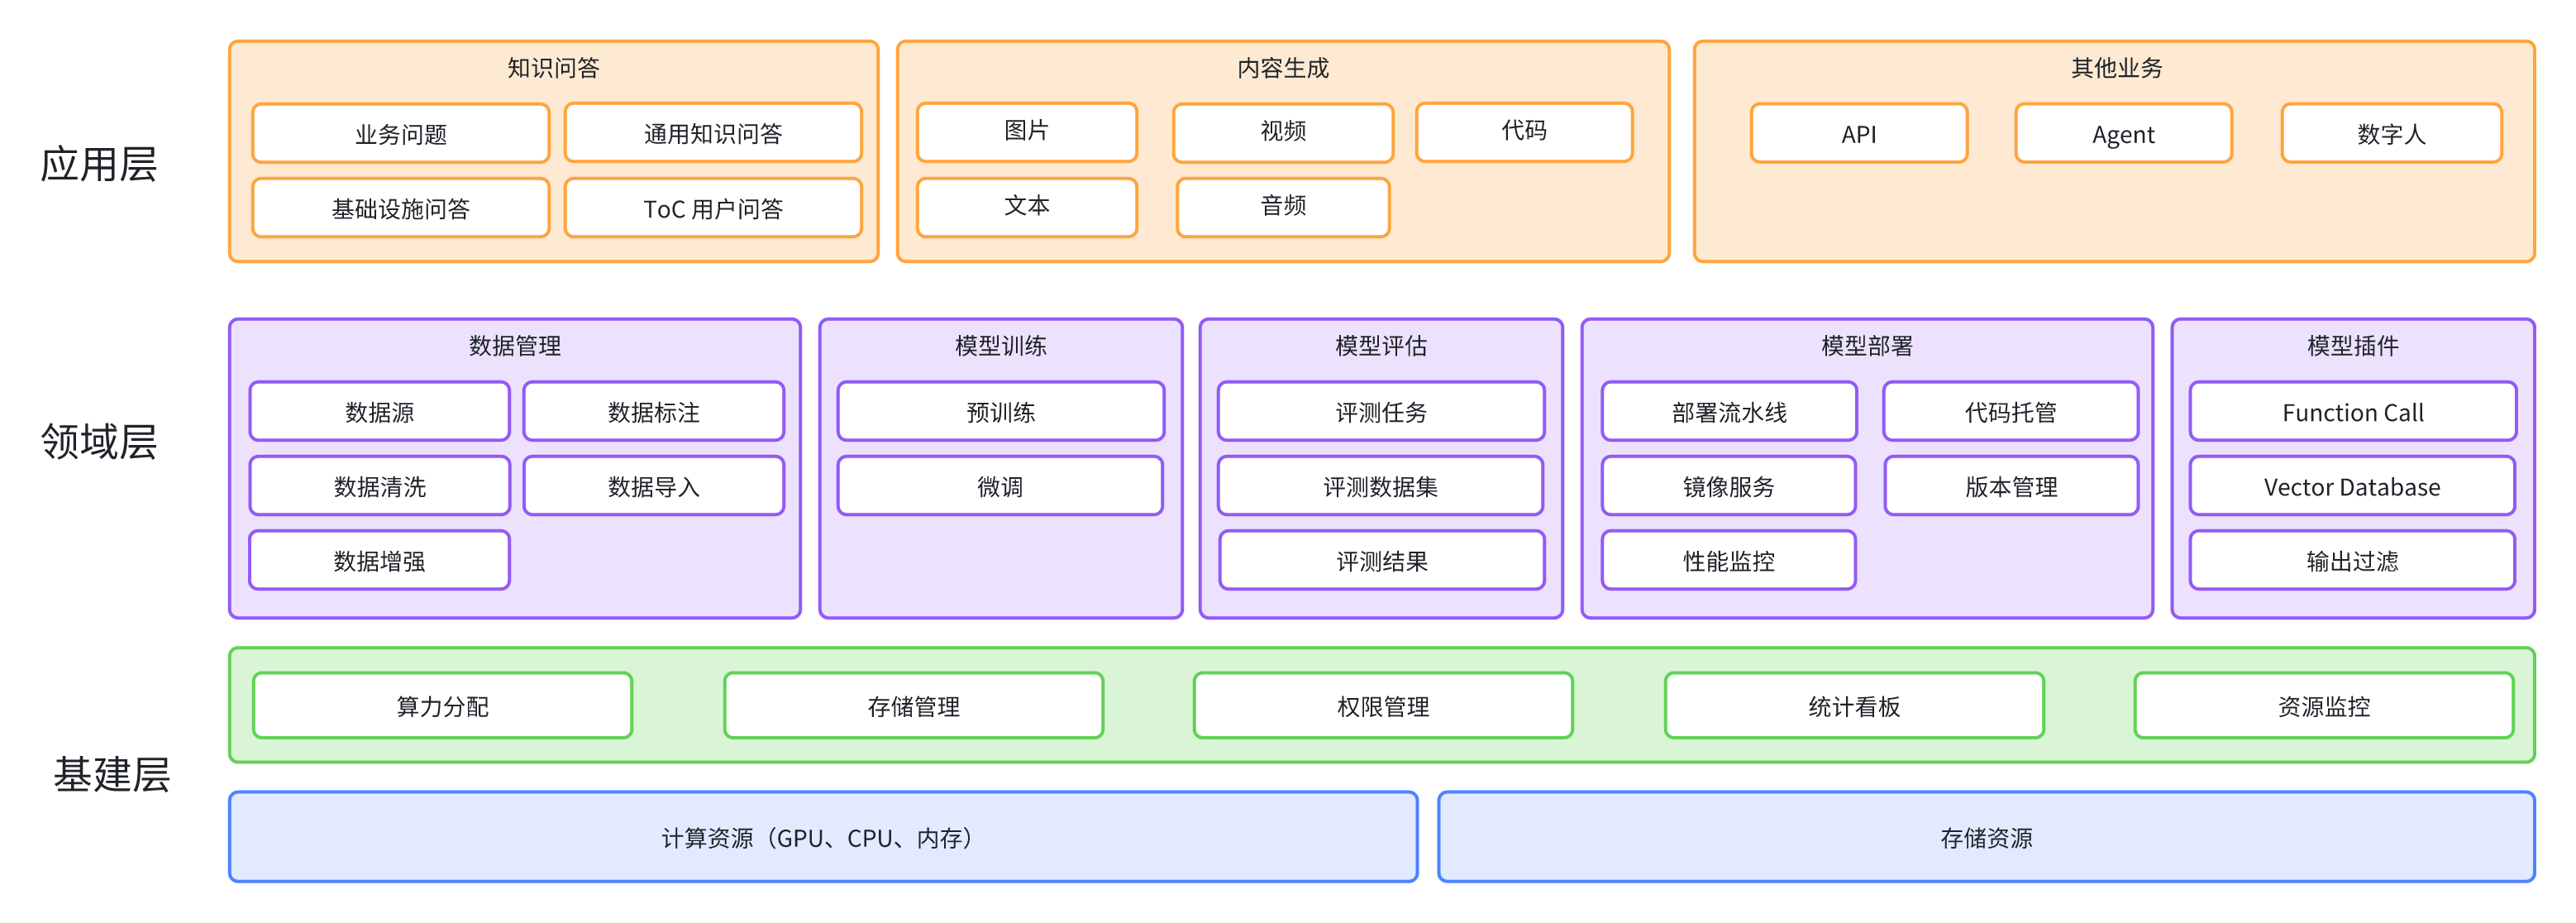 应用层
知识问答
业务问题
通用知识问答
基础设施问答
ToC 用户问答
内容生成
图片
视频
代码
文本
音频
其他业务
API
Agent
数字人
领域层
数据管理
数据源
数据标注
数据清洗
数据导入
数据增强
模型训练
预训练
微调
模型评估
评测任务
评测数据集
评测结果
模型部署
部署流水线
代码托管
镜像服务
版本管理
性能监控
模型插件
Function Call
Vector Database
输出过滤
基建层
算力分配
存储管理
权限管理
统计看板
资源监控
计算资源（GPU、CPU、内存）
存储资源